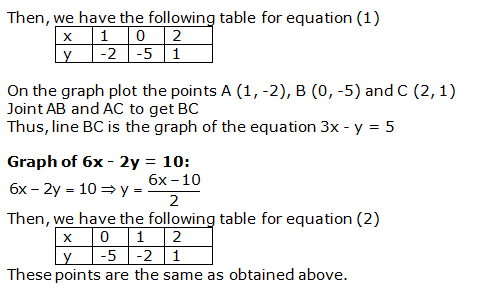 Then, we have the following table for equation (1)
x 1 0 2
y -2 -5 1
On the graph plot the points A (1, -2), B (0, -5) and C (2, 1)
Joint AB and AC to get BC
Thus, line BC is the graph of the equation 3x - y = 5
Graph of 6x - 2y = 10:
6x – 2y = 10 ⇒ y = (6x – 10)/2
Then, we have the following table for equation (2)
x 0 1 2
y -5 -2 1
These points are the same as obtained above.